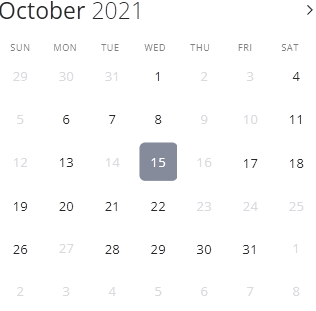 October 2021
SUN MON TUE WED THU FRI SAT
29 30 31 1 2 3 4
5 6 7 8 9 10 11
12 13 14 15 16 17 18
19 20 21 22 23 24 25
26 27 28 29 30 31 1
2 3 4 5 6 7 8